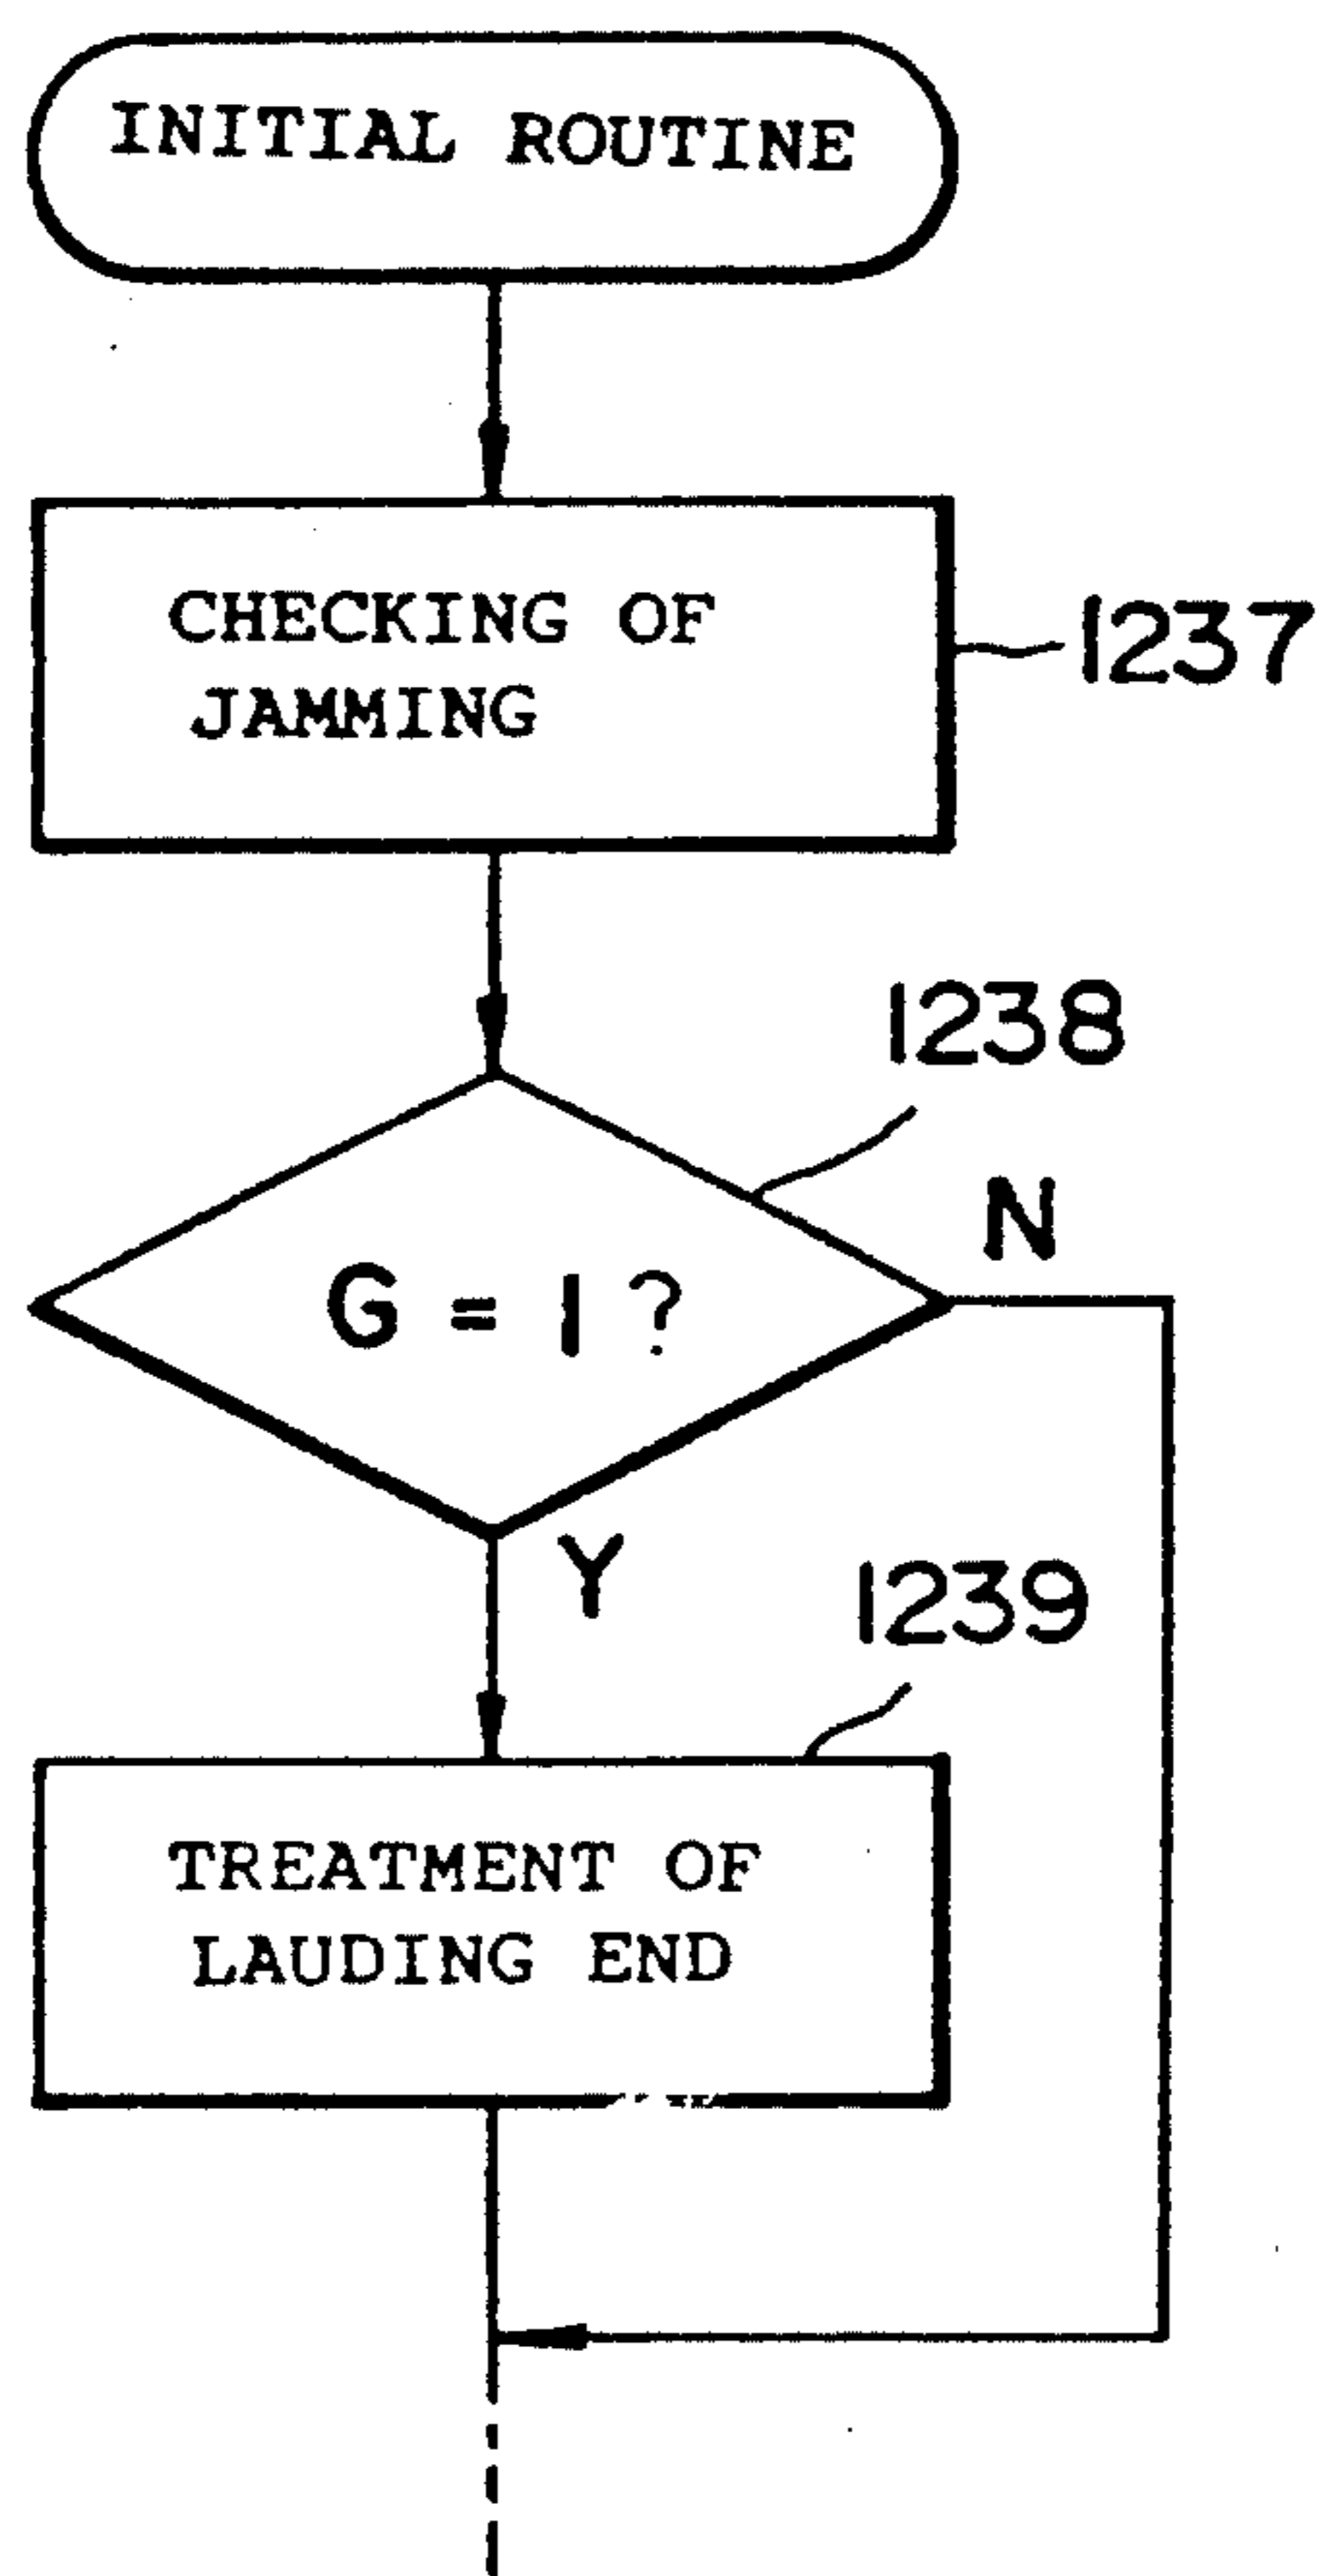 INITIAL ROUTINE
CHECKING OF
JAMMING
1237
1238
N
G = 1 ?
Y
1239
TREATMENT OF
LAUDING END